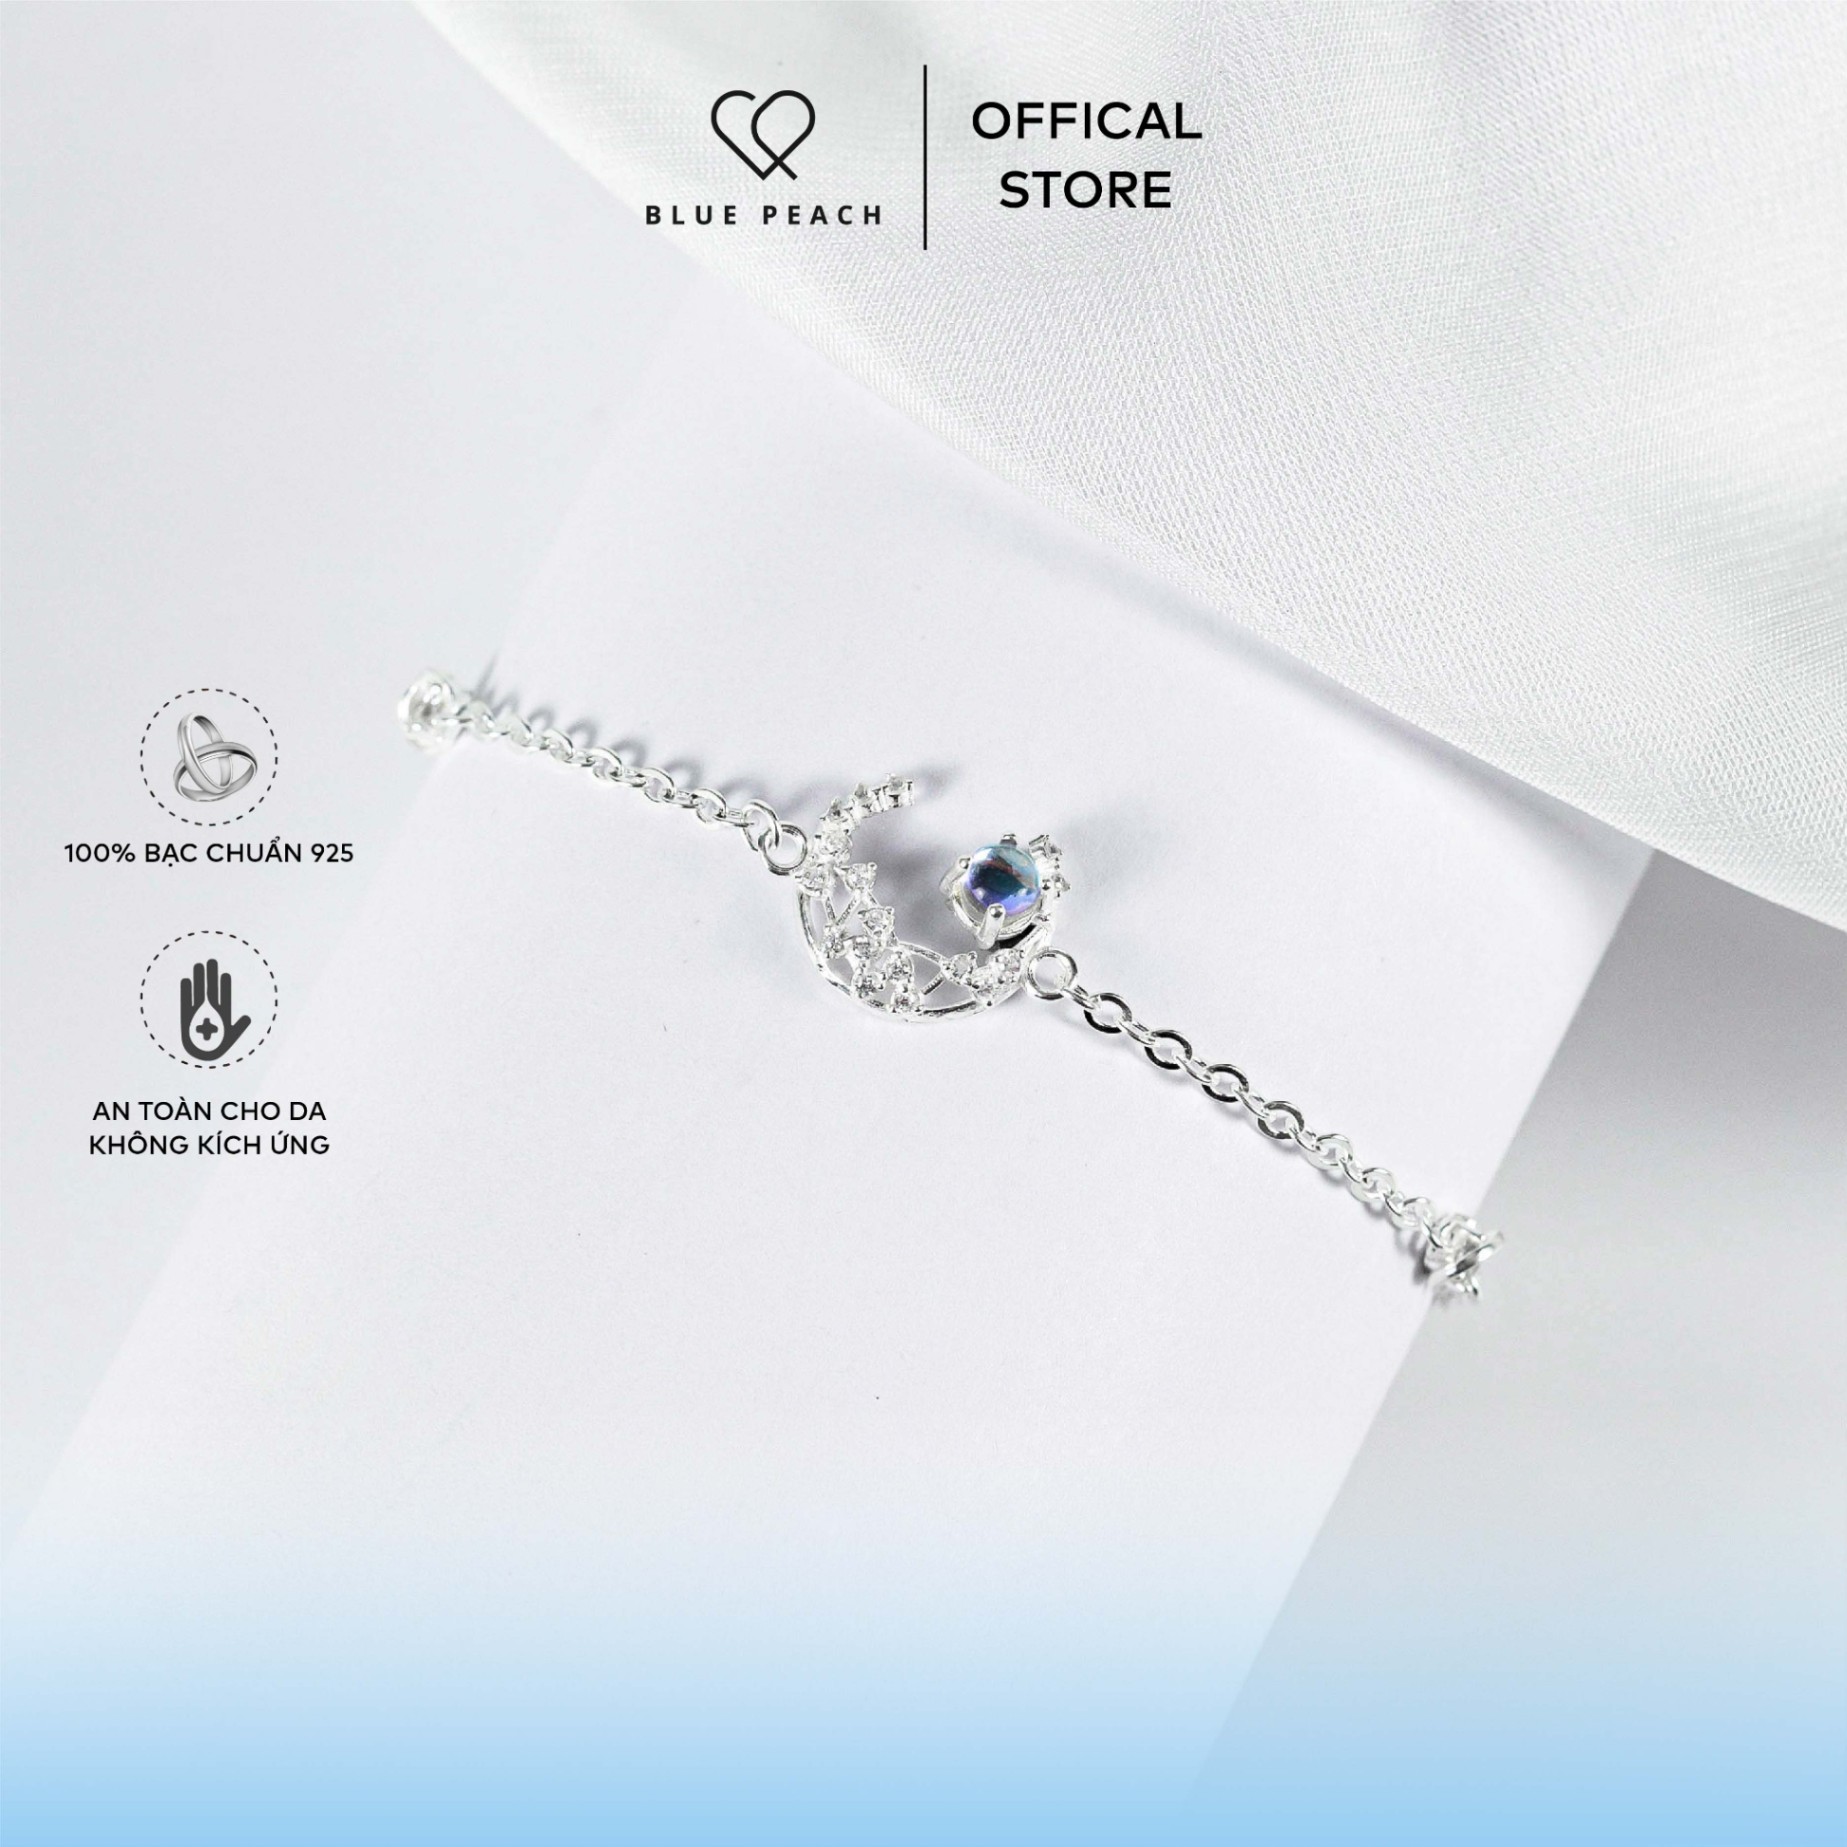 BLUE PEACH
OFFICAL
STORE
100% BẠC CHUẨN 925
AN TOÀN CHO DA
KHÔNG KÍCH ỨNG